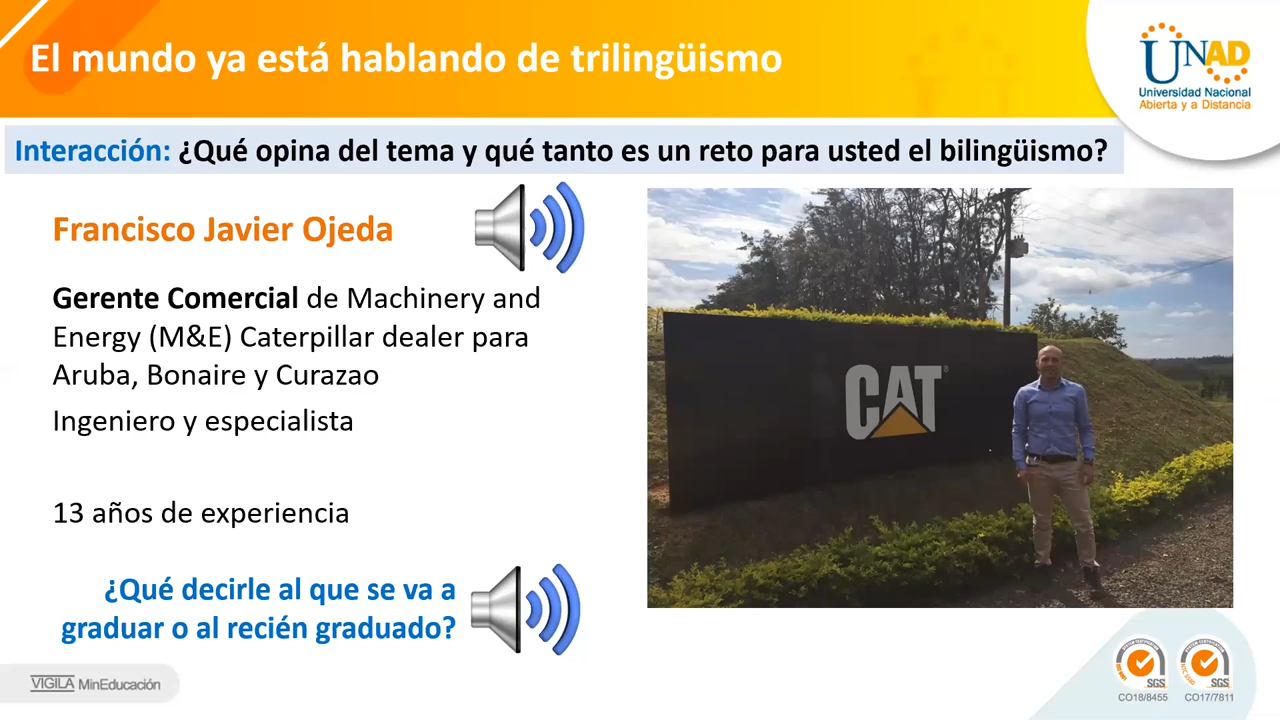 El mundo ya está hablando de trilingüismo
UNAD
Universidad Nacional
Abierta y a Distancia
Interacción: ¿Qué opina del tema y qué tanto es un reto para usted el bilingüismo?
Francisco Javier Ojeda
Gerente Comercial de Machinery and
Energy (M&E) Caterpillar dealer para
Aruba, Bonaire y Curazao
Ingeniero y especialista
13 años de experiencia
¿Qué decirle al que se va a
graduar o al recién graduado?
CAT
VIGILA MinEducación
SGS
CO18/8455
SGS
CO17/7811